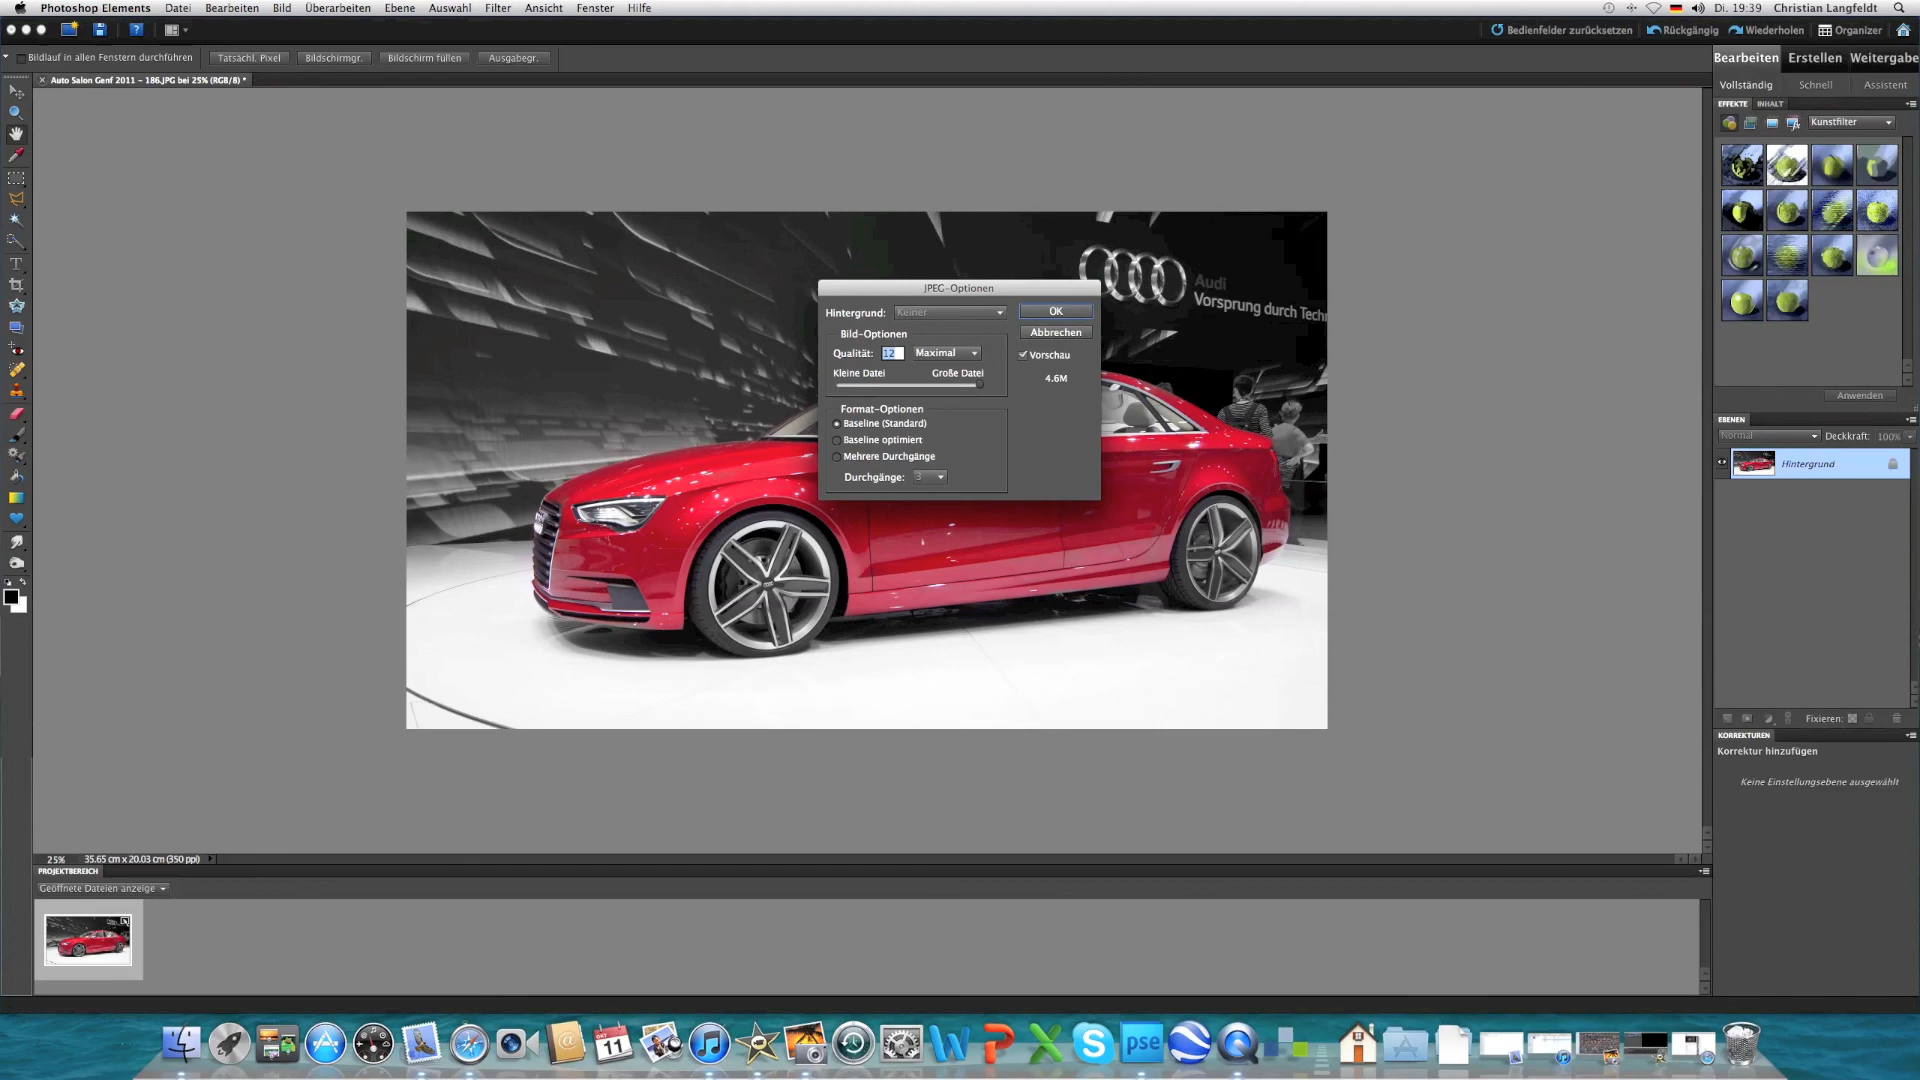 Photoshop Elements Datei Bearbeiten Bild Überarbeiten Ebene Auswahl Filter Ansicht Fenster Hilfe Di. 19:39 Christian Langfeldt
Bedienfelder zurücksetzen Rückgängig Wiederholen Organizer
Bildlauf in allen Fenstern durchführen Tatsächl. Pixel Bildschirmgr. Bildschirm füllen Ausgabegr.
Bearbeiten Erstellen Weitergabe
Auto Salon Genf 2011 - 186.JPG bei 25% (RGB/8) *
Vollständig Schnell Assistent
EFFEKTE INHALT
Kunstfilter
Audi
Vorsprung durch Techn
JPEG-Optionen
Hintergrund: Keiner OK
Bild-Optionen Abbrechen
Qualität: 12 Maximal Vorschau
Kleine Datei Große Datei 4.6M
Format-Optionen
Baseline (Standard)
Baseline optimiert
Mehrere Durchgänge
Durchgänge: 3
Anwenden
EBENEN
Normal Deckkraft: 100%
Hintergrund
Fixieren:
KORREKTUREN
Korrektur hinzufügen
Keine Einstellungsebene ausgewählt
25% 35.65 cm x 20.03 cm (350 ppi)
PROJEKTBEREICH
Geöffnete Dateien anzeige
OKT
11
W P X S pse